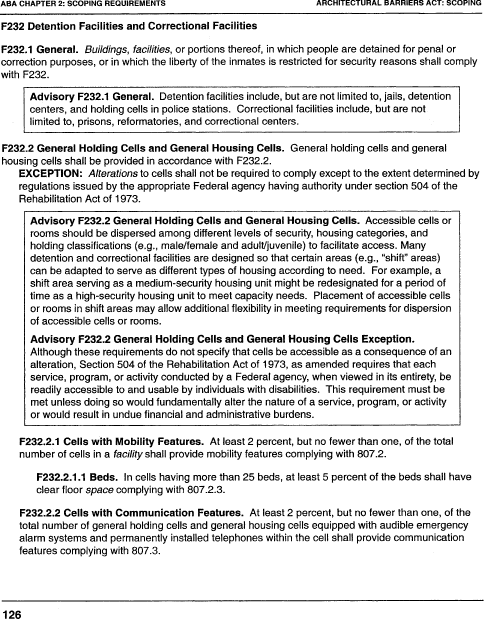 ABA CHAPTER 2: SCOPING REQUIREMENTS ARCHITECTURAL BARRIERS ACT: SCOPING
F232 Detention Facilities and Correctional Facilities
F232.1 General. Buildings, facilities, or portions thereof, in which people are detained for penal or
correction purposes, or in which the liberty of the inmates is restricted for security reasons shall comply
with F232.
Advisory F232.1 General. Detention facilities include, but are not limited to, jails, detention
centers, and holding cells in police stations. Correctional facilities include, but are not
limited to, prisons, reformatories, and correctional centers.
F232.2 General Holding Cells and General Housing Cells. General holding cells and general
housing cells shall be provided in accordance with F232.2.
EXCEPTION: Alterations to cells shall not be required to comply except to the extent determined by
regulations issued by the appropriate Federal agency having authority under section 504 of the
Rehabilitation Act of 1973.
Advisory F232.2 General Holding Cells and General Housing Cells. Accessible cells or
rooms should be dispersed among different levels of security, housing categories, and
holding classifications (e.g., male/female and adult/juvenile) to facilitate access. Many
detention and correctional facilities are designed so that certain areas (e.g., "shift" areas)
can be adapted to serve as different types of housing according to need. For example, a
shift area serving as a medium-security housing unit might be redesignated for a period of
time as a high-security housing unit to meet capacity needs. Placement of accessible cells
or rooms in shift areas may allow additional flexibility in meeting requirements for dispersion
of accessible cells or rooms.
Advisory F232.2 General Holding Cells and General Housing Cells Exception.
Although these requirements do not specify that cells be accessible as a consequence of an
alteration, Section 504 of the Rehabilitation Act of 1973, as amended requires that each
service, program, or activity conducted by a Federal agency, when viewed in its entirety, be
readily accessible to and usable by individuals with disabilities. This requirement must be
met unless doing so would fundamentally alter the nature of a service, program, or activity
or would result in undue financial and administrative burdens.
F232.2.1 Cells with Mobility Features. At least 2 percent, but no fewer than one, of the total
number of cells in a facility shall provide mobility features complying with 807.2.
F232.2.1.1 Beds. In cells having more than 25 beds, at least 5 percent of the beds shall have
clear floor space complying with 807.2.3.
F232.2.2 Cells with Communication Features. At least 2 percent, but no fewer than one, of the
total number of general holding cells and general housing cells equipped with audible emergency
alarm systems and permanently installed telephones within the cell shall provide communication
features complying with 807.3.
126